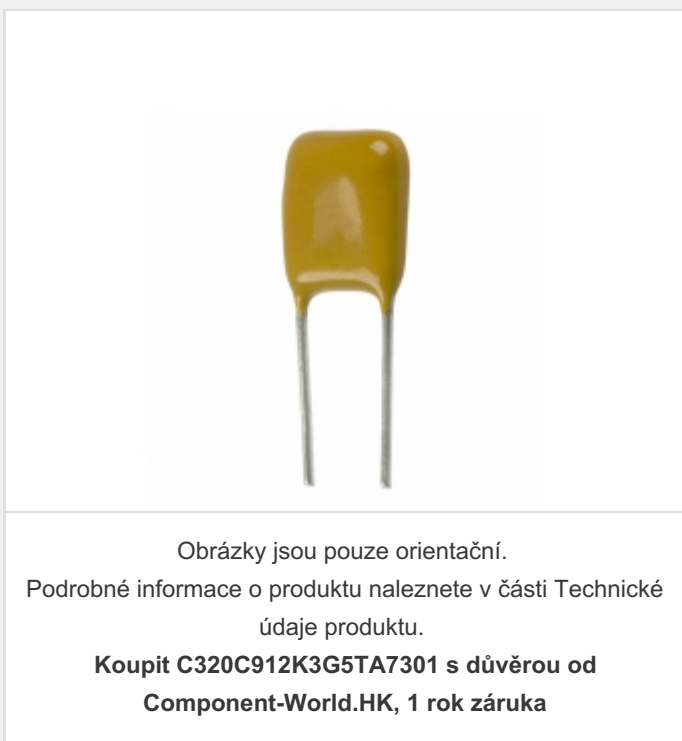 Obrázky jsou pouze orientační.
Podrobné informace o produktu naleznete v části Technické
údaje produktu.
Koupit C320C912K3G5TA7301 s důvěrou od
Component-World.HK, 1 rok záruka